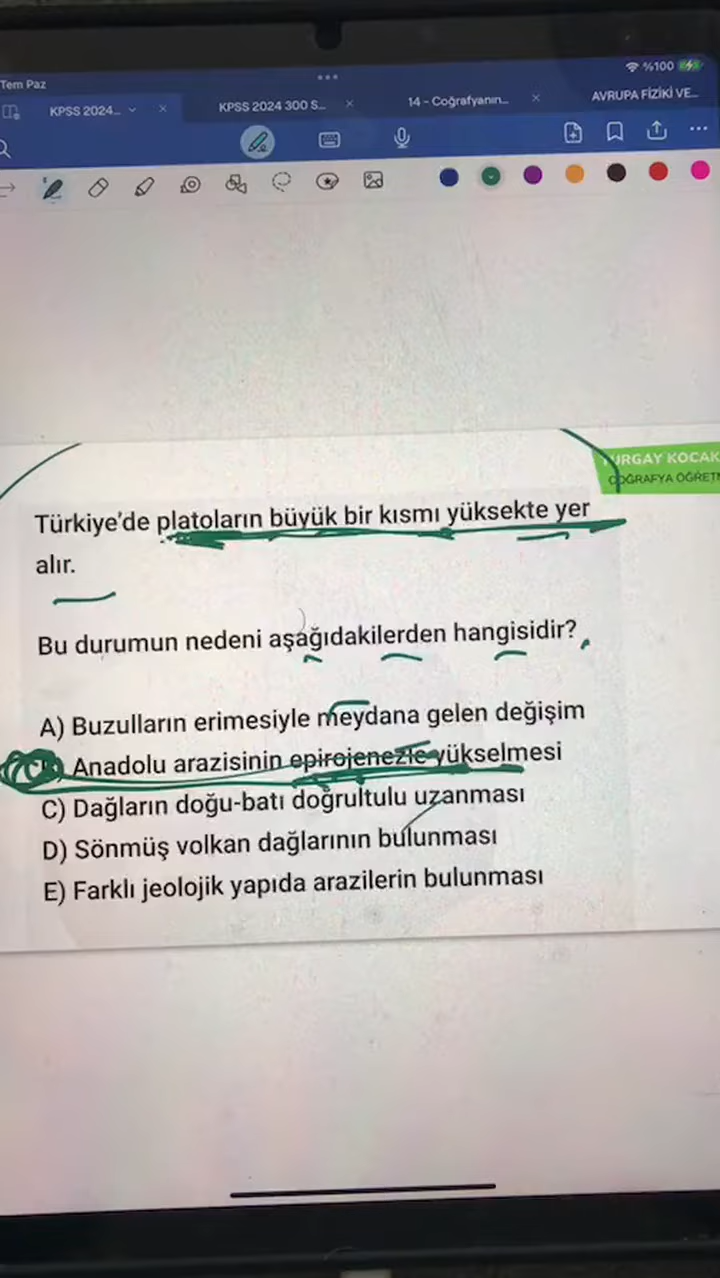 %100
Tem Paz
KPSS 2024...
KPSS 2024 300 S...
14 - Coğrafyanın...
AVRUPA FİZİKİ VE...
URGAY KOCAK
COĞRAFYA ÖĞRET
Türkiye'de platoların büyük bir kısmı yüksekte yer
alır.
Bu durumun nedeni aşağıdakilerden hangisidir?
A) Buzulların erimesiyle meydana gelen değişim
Anadolu arazisinin epirojenezle yükselmesi
C) Dağların doğu-batı doğrultulu uzanması
D) Sönmüş volkan dağlarının bulunması
E) Farklı jeolojik yapıda arazilerin bulunması